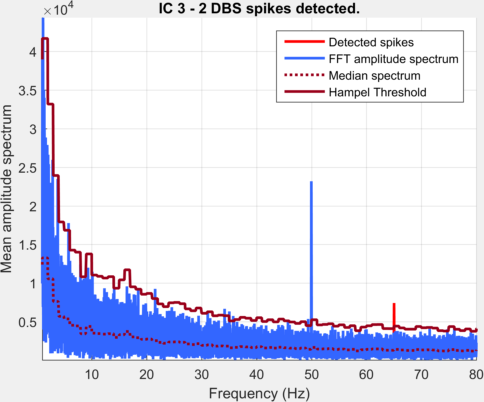 IC 3 - 2 DBS spikes detected.
×10⁴
Detected spikes
FFT amplitude spectrum
Median spectrum
Hampel Threshold
Mean amplitude spectrum
4
3.5
3
2.5
2
1.5
1
0.5
10 20 30 40 50 60 70 80
Frequency (Hz)